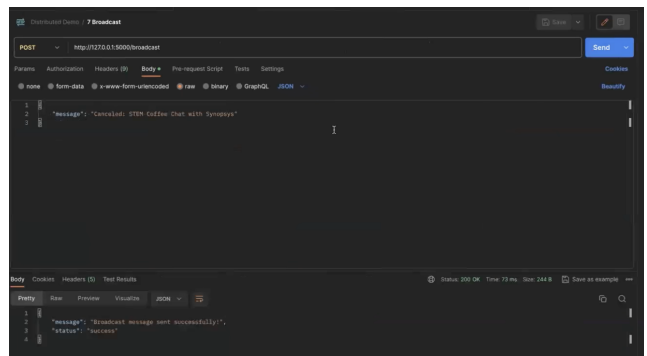 Distributed Demo / 7 Broadcast
Save
POST http://127.0.0.1:5000/broadcast
Send
Params Authorization Headers (9) Body Pre-request Script Tests Settings
Cookies
none form-data x-www-form-urlencoded raw binary GraphQL JSON
Beautify
1 {
2 "message": "Canceled: STEM Coffee Chat with Synopsys"
3 }
Body Cookies Headers (5) Test Results
Status: 200 OK Time: 73 ms Size: 244 B Save as example
Pretty Raw Preview Visualize JSON
1 {
2 "message": "Broadcast message sent successfully!",
3 "status": "success"
4 }